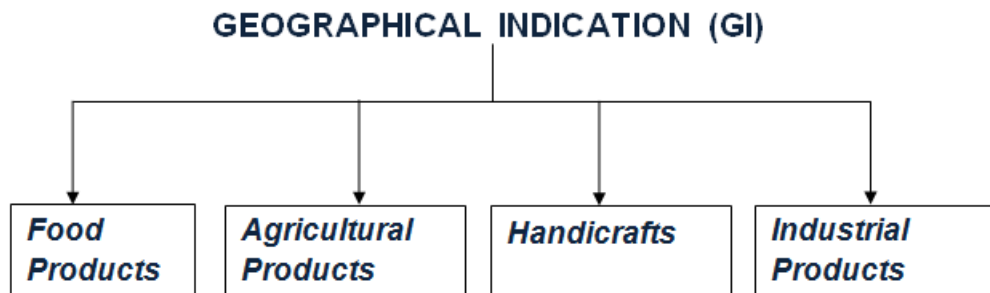 GEOGRAPHICAL INDICATION (GI)
Food
Products
Agricultural
Products
Handicrafts
Industrial
Products